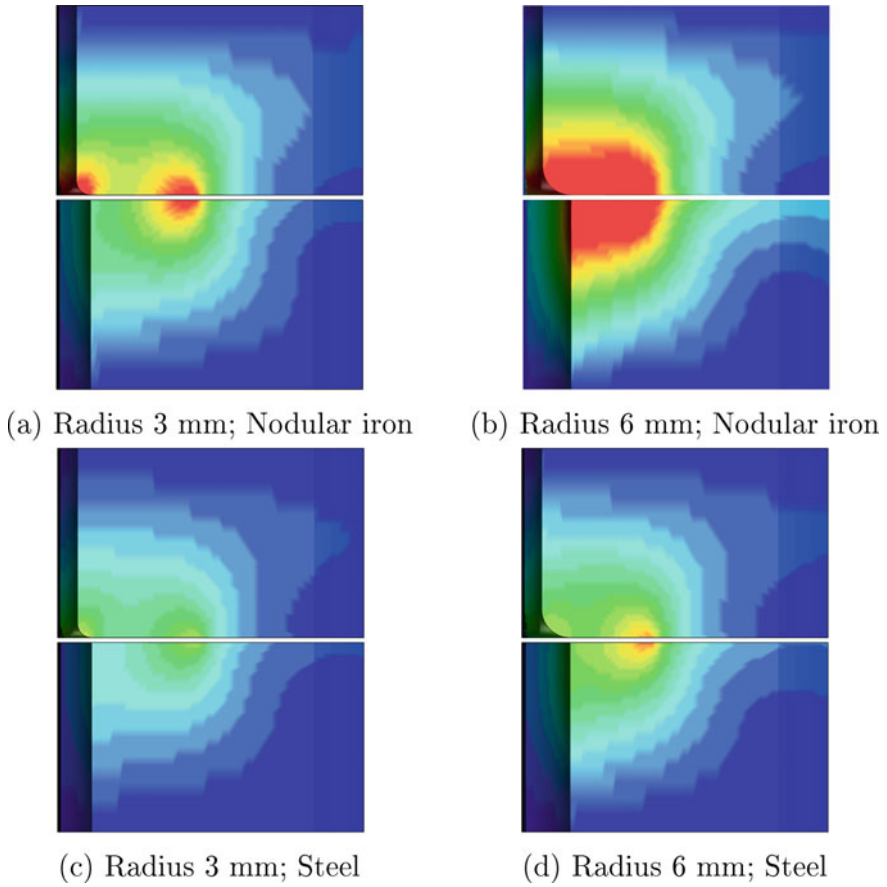 (a) Radius 3 mm; Nodular iron
(b) Radius 6 mm; Nodular iron
(c) Radius 3 mm; Steel
(d) Radius 6 mm; Steel